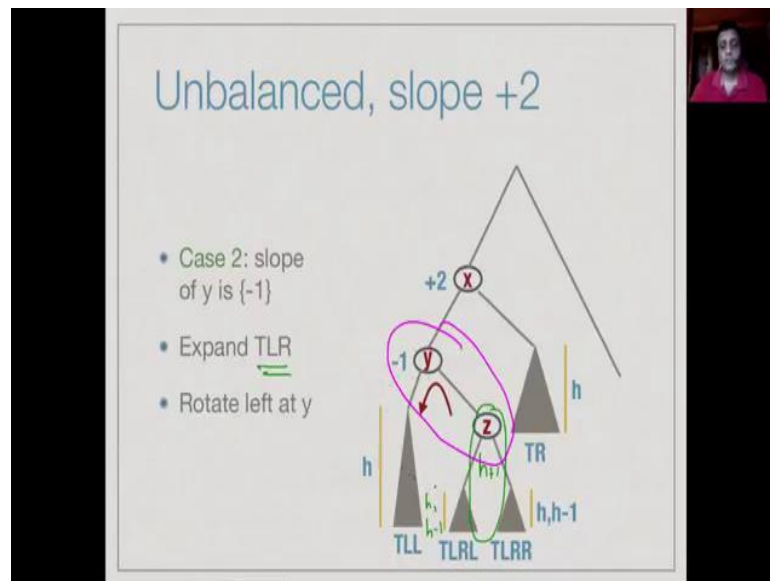 Unbalanced, slope +2
• Case 2: slope
of y is {-1}
• Expand TLR
• Rotate left at y
+2 x
-1 y
z
h
TR
h
h+1
h,
h-1
h,h-1
TLL TLRL TLRR